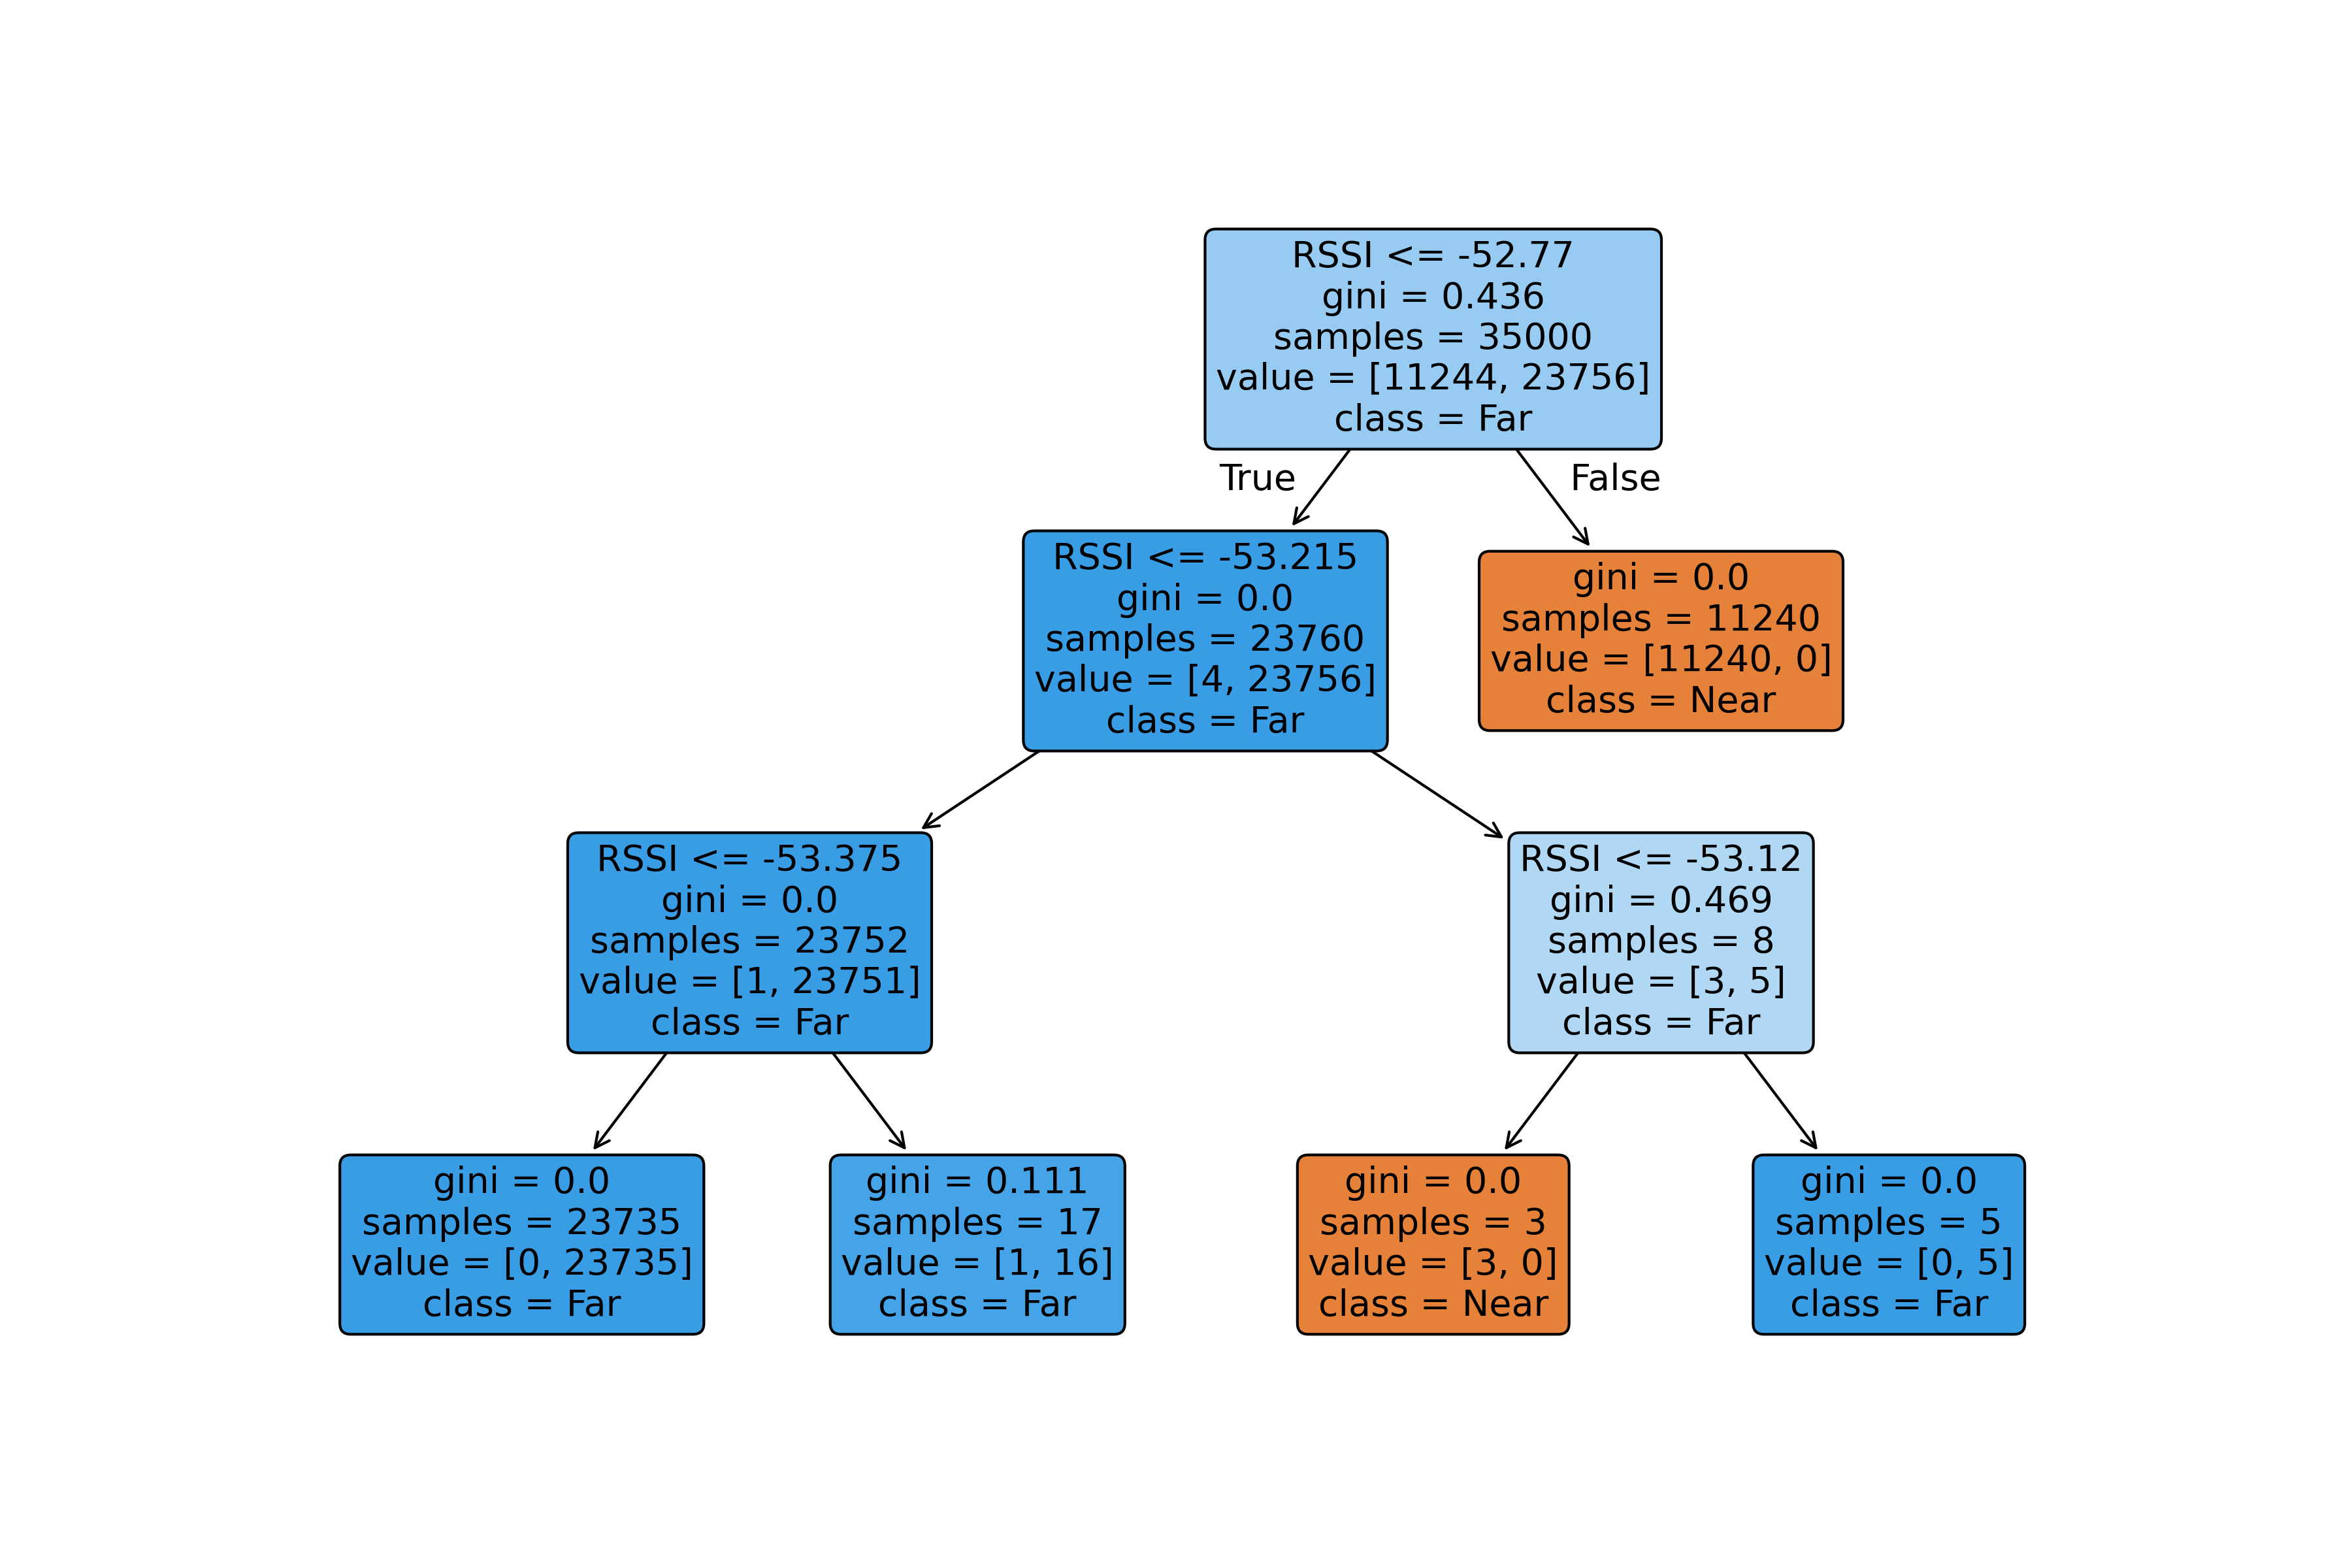 RSSI <= -52.77
gini = 0.436
samples = 35000
value = [11244, 23756]
class = Far
True
False
RSSI <= -53.215
gini = 0.0
samples = 23760
value = [4, 23756]
class = Far
gini = 0.0
samples = 11240
value = [11240, 0]
class = Near
RSSI <= -53.375
gini = 0.0
samples = 23752
value = [1, 23751]
class = Far
RSSI <= -53.12
gini = 0.469
samples = 8
value = [3, 5]
class = Far
gini = 0.0
samples = 23735
value = [0, 23735]
class = Far
gini = 0.111
samples = 17
value = [1, 16]
class = Far
gini = 0.0
samples = 3
value = [3, 0]
class = Near
gini = 0.0
samples = 5
value = [0, 5]
class = Far